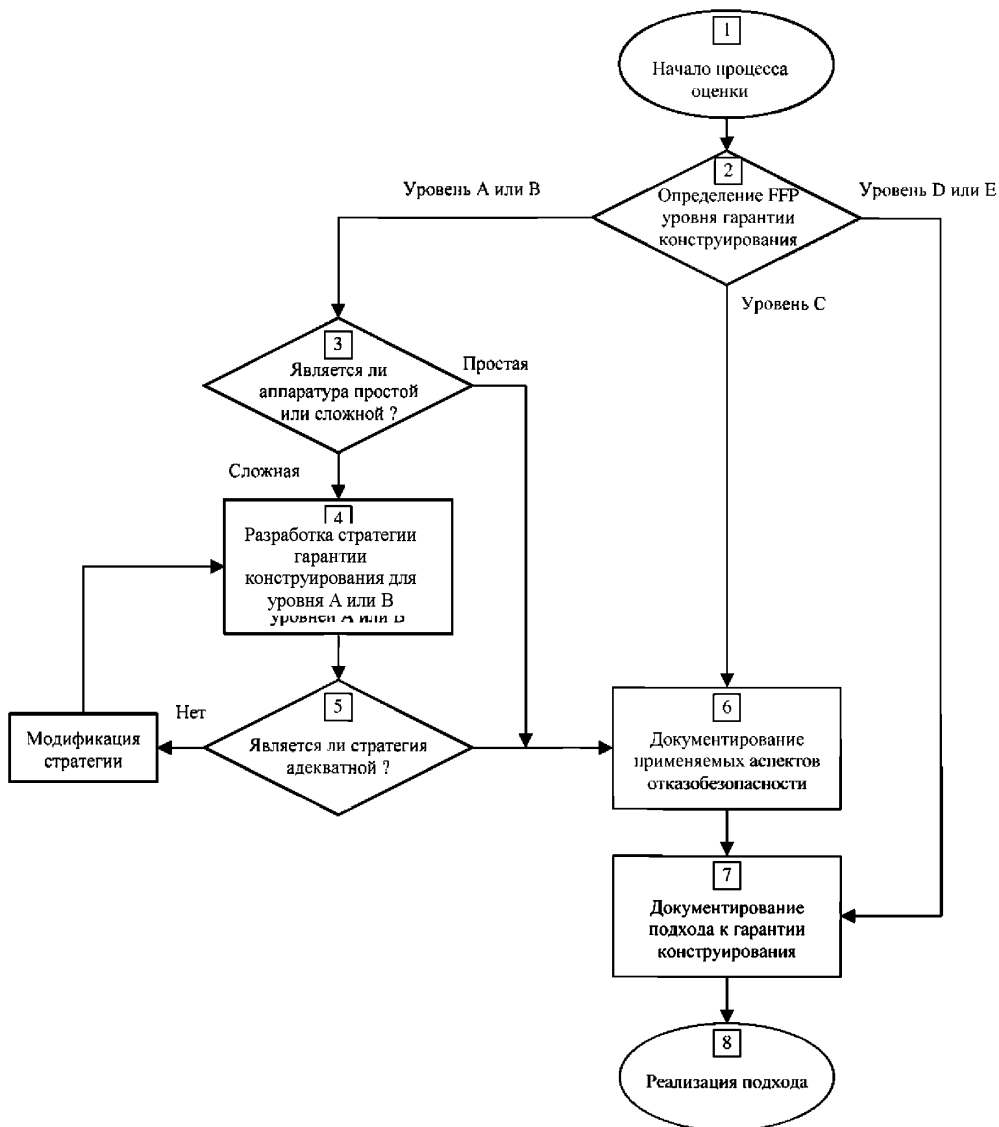 1
Начало процесса
оценки
2
Определение FFP
уровня гарантии
конструирования
Уровень А или В
Уровень D или E
Уровень С
3
Является ли
аппаратура простой
или сложной ?
Простая
Сложная
4
Разработка стратегии
гарантии
конструирования для
уровня А или В
уровней А или В
5
Является ли стратегия
адекватной ?
Нет
Модификация
стратегии
6
Документирование
применяемых аспектов
отказобезопасности
7
Документирование
подхода к гарантии
конструирования
8
Реализация подхода